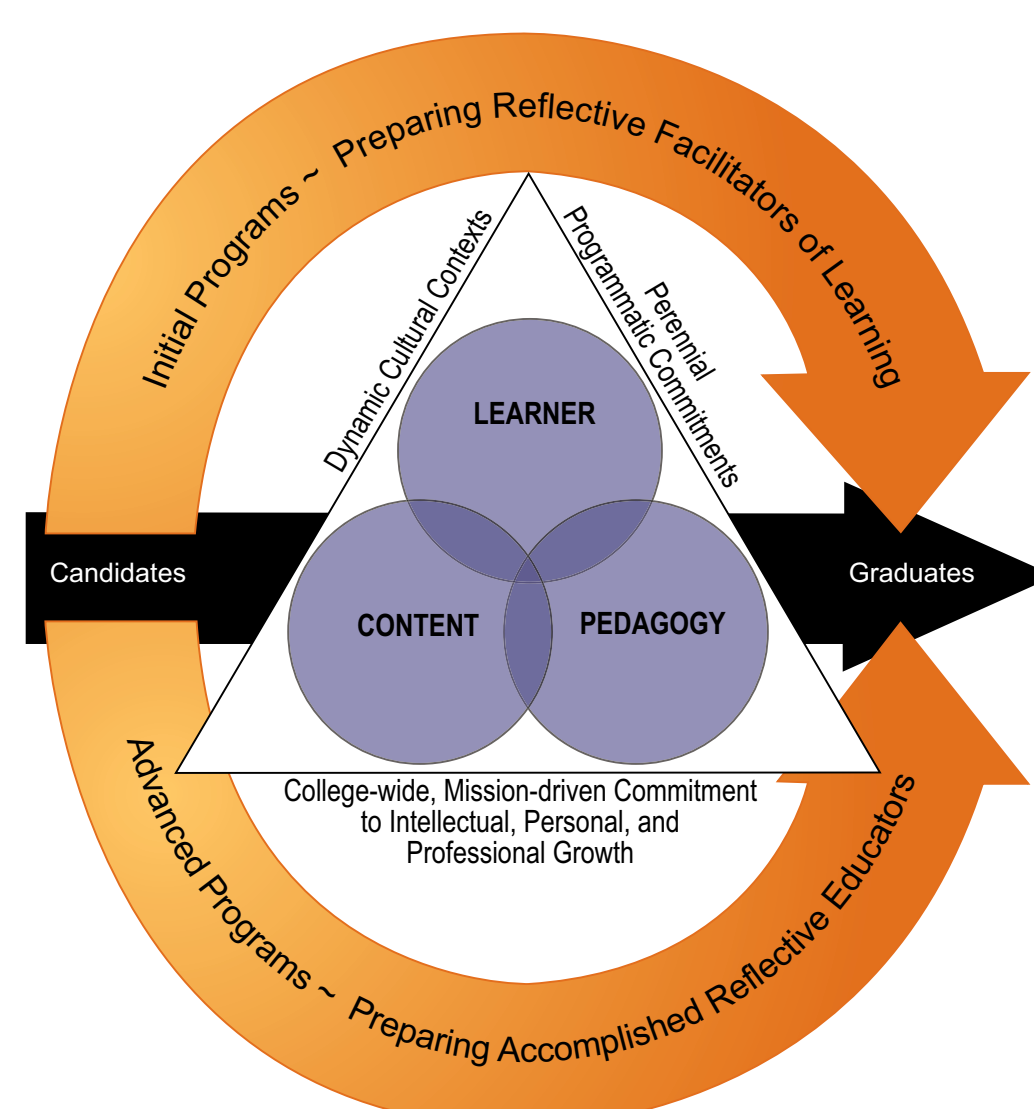 Initial Programs ~ Preparing Reflective Facilitators of Learning
Dynamic Cultural Contexts
Perennial
Programmatic Commitments
LEARNER
Candidates
Graduates
CONTENT
PEDAGOGY
College-wide, Mission-driven Commitment
to Intellectual, Personal, and
Professional Growth
Advanced Programs ~ Preparing Accomplished Reflective Educators